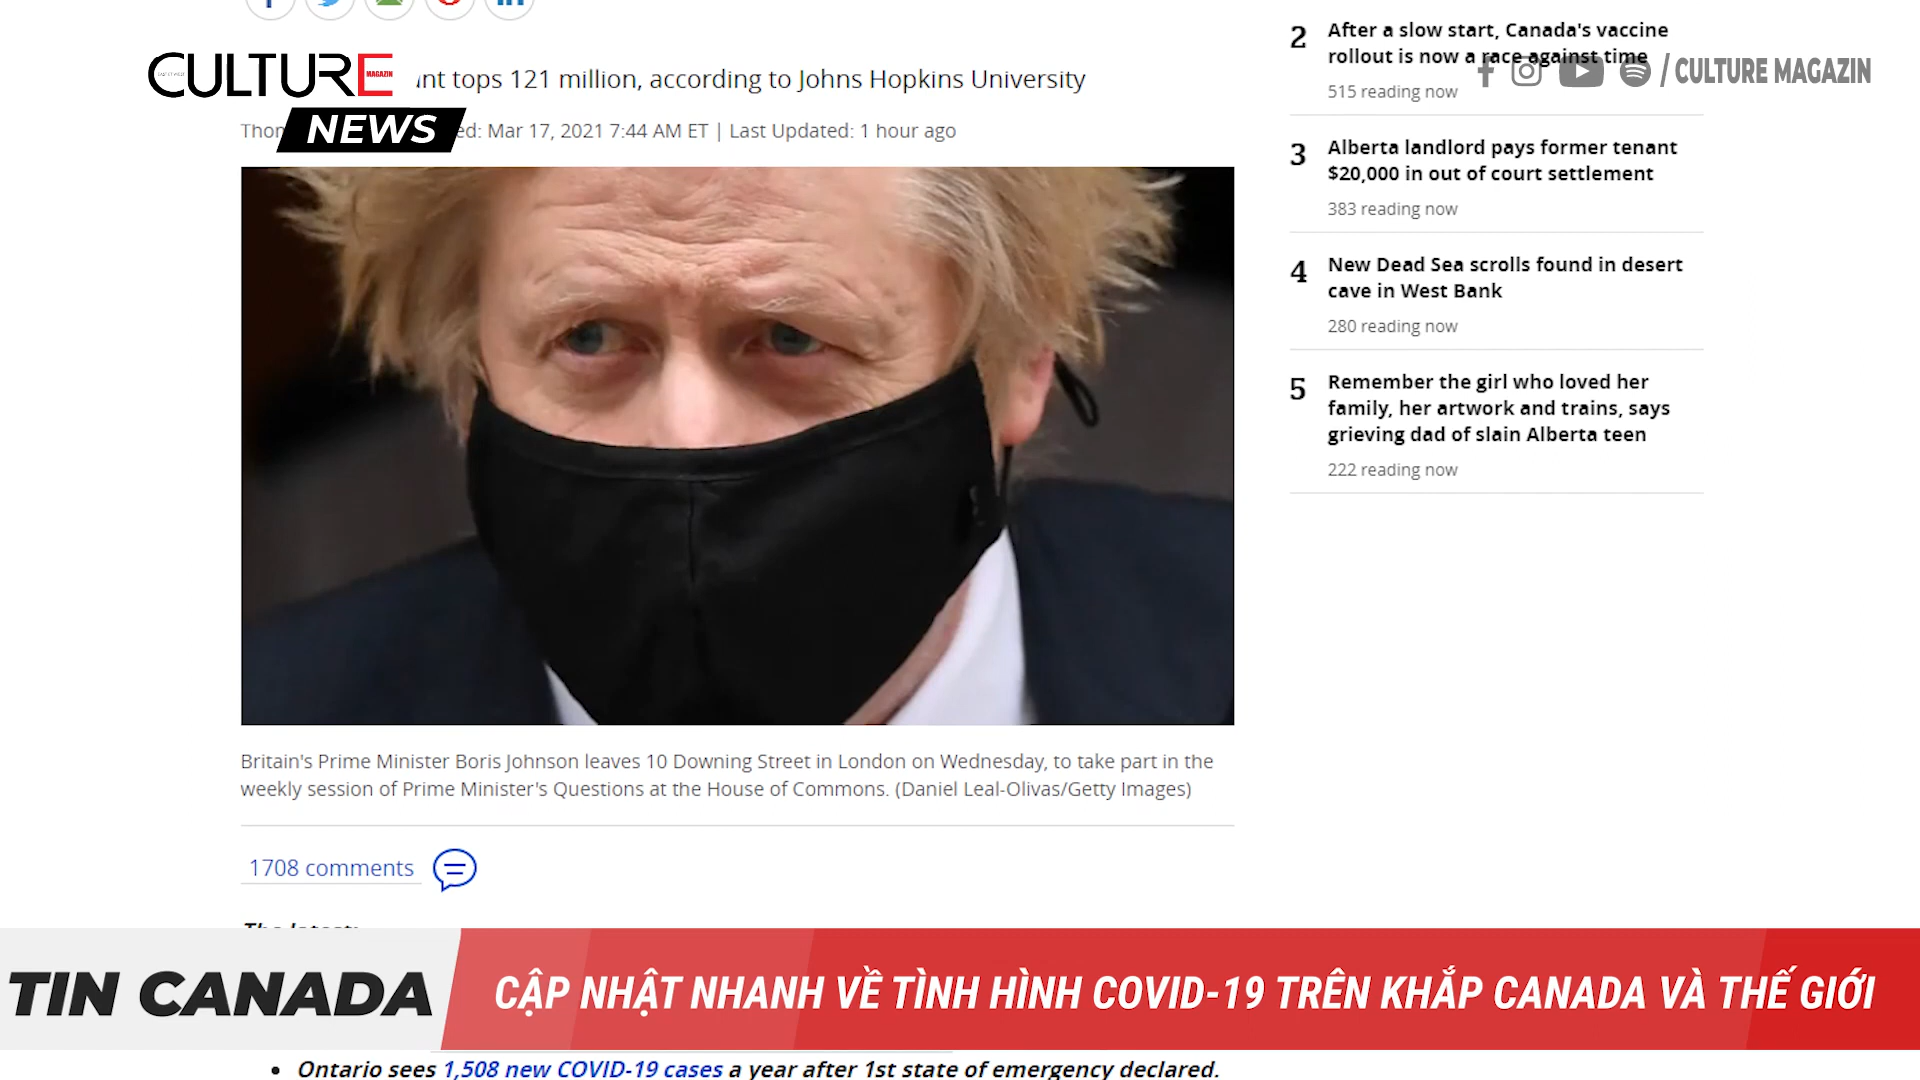 CULTURE
MAGAZIN
NEWS
nt tops 121 million, according to Johns Hopkins University
ed: Mar 17, 2021 7:44 AM ET | Last Updated: 1 hour ago
Britain's Prime Minister Boris Johnson leaves 10 Downing Street in London on Wednesday, to take part in the
weekly session of Prime Minister's Questions at the House of Commons. (Daniel Leal-Olivas/Getty Images)
1708 comments
The latest:
2 After a slow start, Canada's vaccine
rollout is now a race against time
515 reading now
/ CULTURE MAGAZIN
3 Alberta landlord pays former tenant
$20,000 in out of court settlement
383 reading now
4 New Dead Sea scrolls found in desert
cave in West Bank
280 reading now
5 Remember the girl who loved her
family, her artwork and trains, says
grieving dad of slain Alberta teen
222 reading now
TIN CANADA
CẬP NHẬT NHANH VỀ TÌNH HÌNH COVID-19 TRÊN KHẮP CANADA VÀ THẾ GIỚI
• Ontario sees 1,508 new COVID-19 cases a year after 1st state of emergency declared.